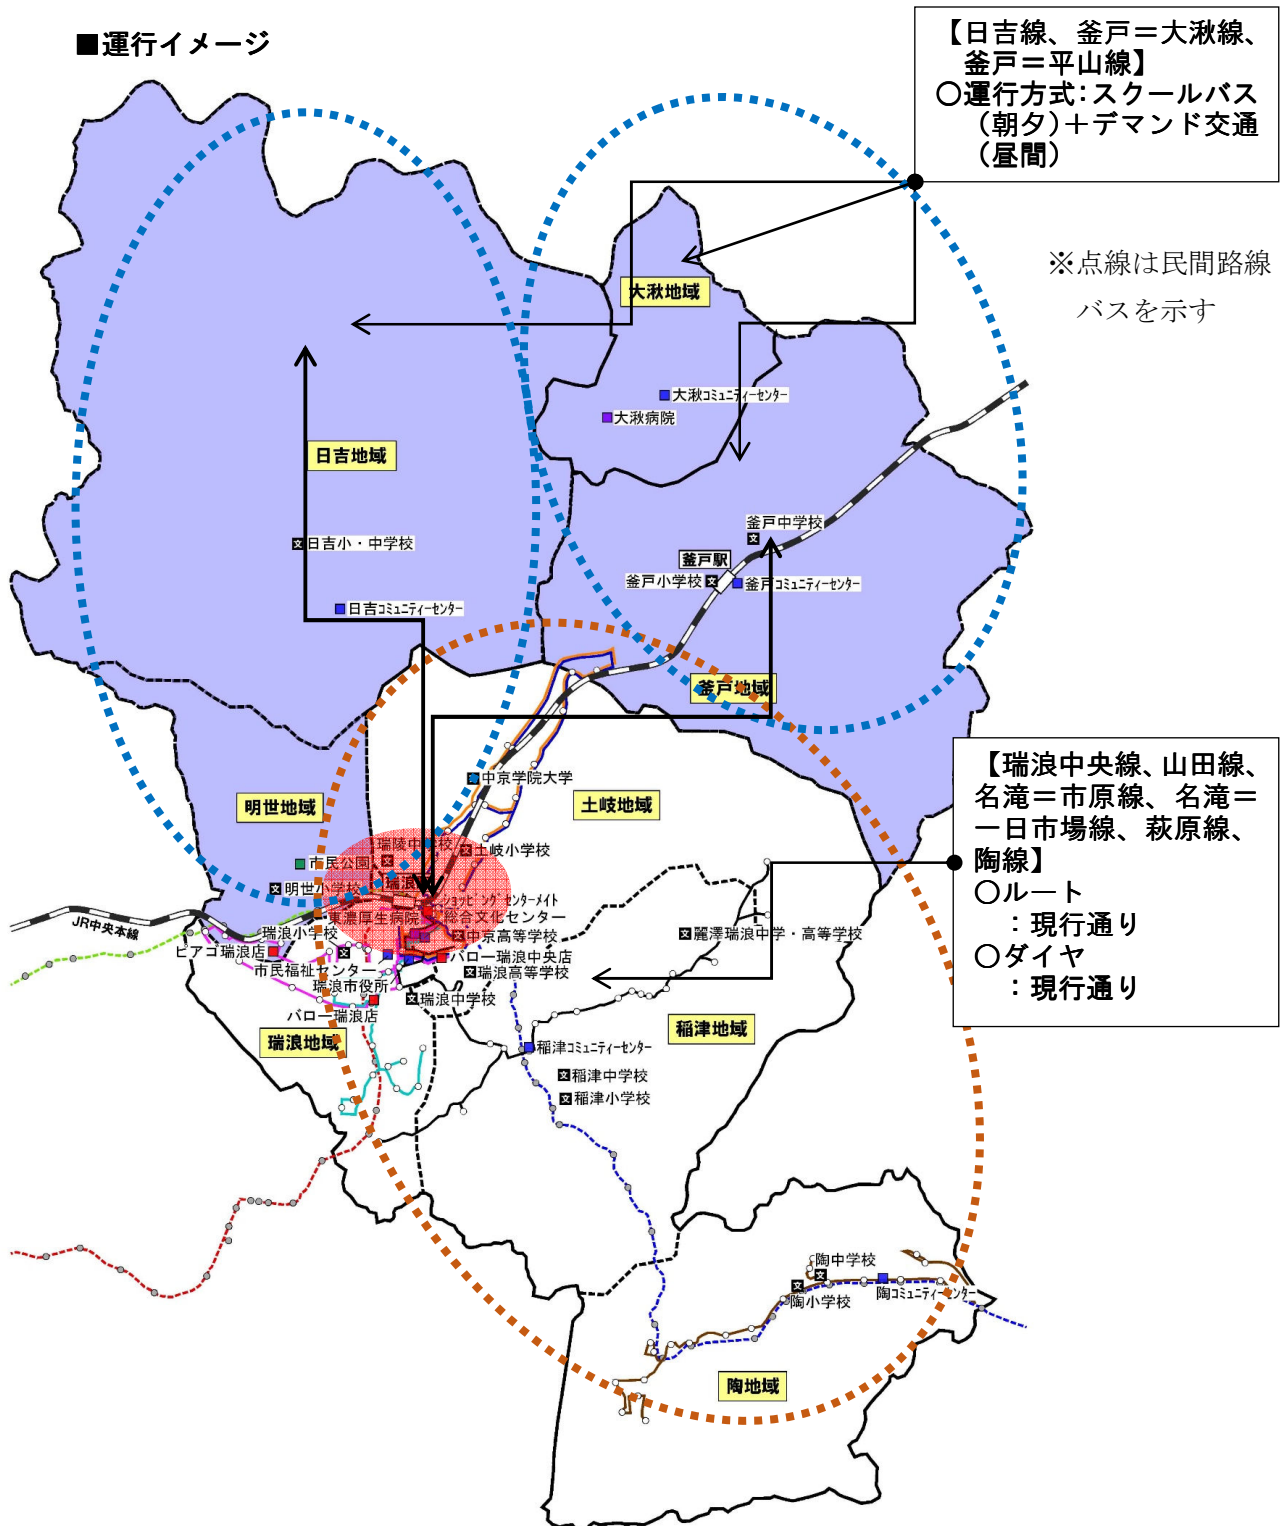 ■運行イメージ
【日吉線、釜戸＝大湫線、
釜戸＝平山線】
○運行方式：スクールバス
（朝夕）＋デマンド交通
（昼間）
※点線は民間路線
バスを示す
大湫地域
大湫コミュニティーセンター
大湫病院
日吉地域
釜戸中学校
日吉小・中学校
釜戸駅
釜戸小学校
釜戸コミュニティーセンター
日吉コミュニティーセンター
釜戸地域
【瑞浪中央線、山田線、
名滝＝市原線、名滝＝
一日市場線、萩原線、
陶線】
○ルート
：現行通り
○ダイヤ
：現行通り
中京学院大学
明世地域
土岐地域
瑞陵中学校
土岐小学校
市民公園
明世小学校
瑞浪
ショッピングセンターメイト
東濃厚生病院
総合文化センター
JR中央本線
瑞浪小学校
中京高等学校
麗澤瑞浪中学・高等学校
ピアゴ瑞浪店
バロー瑞浪中央店
市民福祉センター
瑞浪高等学校
瑞浪市役所
瑞浪中学校
バロー瑞浪店
稲津地域
瑞浪地域
稲津コミュニティーセンター
稲津中学校
稲津小学校
陶中学校
陶小学校
陶コミュニティーセンター
陶地域